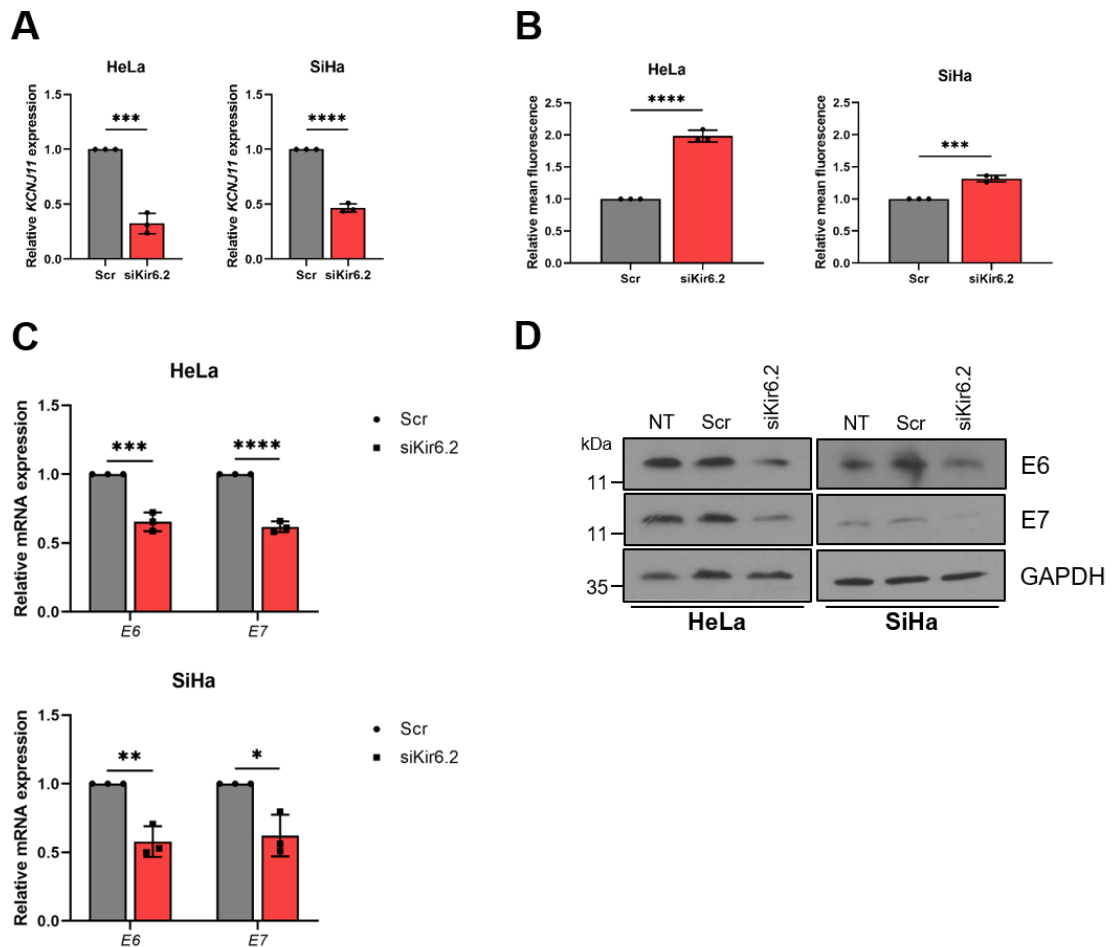 A
HeLa
Relative KCNJ11 expression
1.5
1.0
0.5
0.0
***
Scr siKir6.2
SiHa
Relative KCNJ11 expression
1.5
1.0
0.5
0.0
****
Scr siKir6.2
B
HeLa
Relative mean fluorescence
2.5
2.0
1.5
1.0
0.5
0.0
****
Scr siKir6.2
SiHa
Relative mean fluorescence
2.5
2.0
1.5
1.0
0.5
0.0
***
Scr siKir6.2
C
HeLa
Relative mRNA expression
1.5
1.0
0.5
0.0
*** ****
E6 E7
Scr
siKir6.2
SiHa
Relative mRNA expression
1.5
1.0
0.5
0.0
** *
E6 E7
Scr
siKir6.2
D
NT Scr siKir6.2 NT Scr siKir6.2
kDa
E6
11
E7
11
GAPDH
35
HeLa SiHa